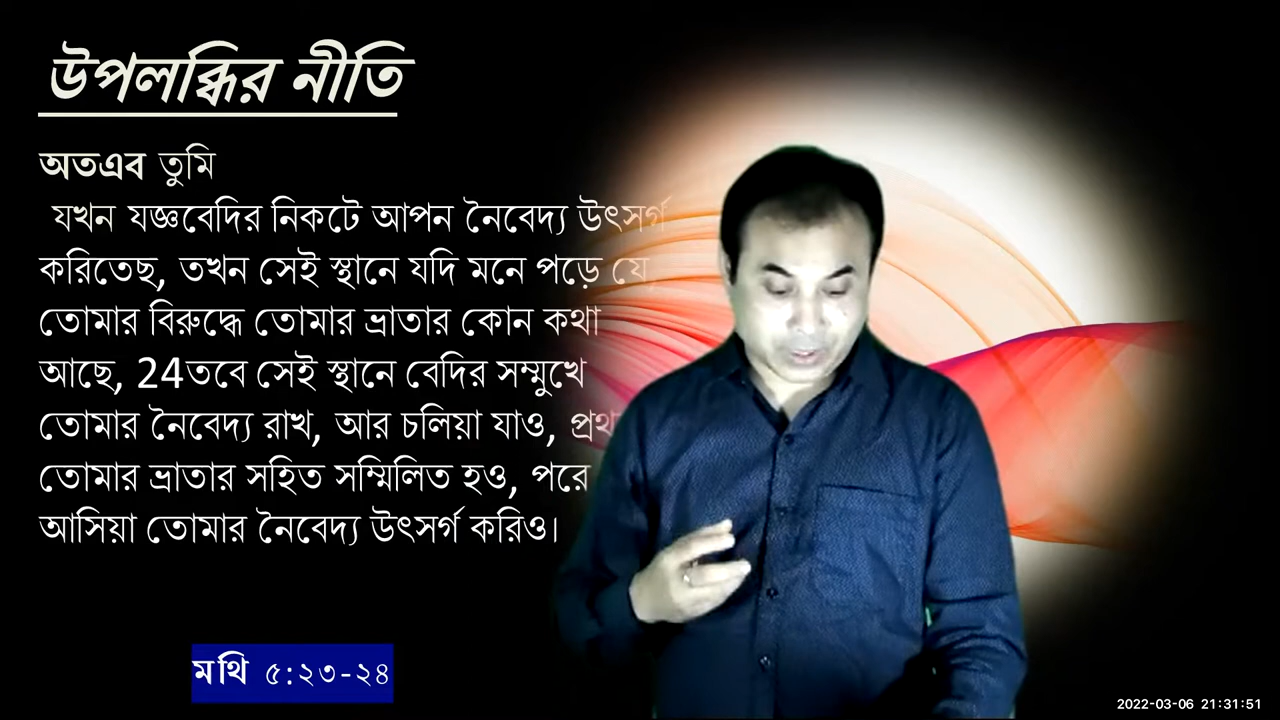 উপলব্ধির নীতি
অতএব তুমি
যখন যজ্ঞবেদির নিকটে আপন নৈবেদ্য উৎসর্গ
করিতেছ, তখন সেই স্থানে যদি মনে পড়ে যে,
তোমার বিরুদ্ধে তোমার ভ্রাতার কোন কথা
আছে, 24তবে সেই স্থানে বেদির সম্মুখে
তোমার নৈবেদ্য রাখ, আর চলিয়া যাও,
তোমার ভ্রাতার সহিত সম্মিলিত হও, পরে
আসিয়া তোমার নৈবেদ্য উৎসর্গ করিও।
মথি ৫:২৩-২৪
2022-03-06 21:31:51